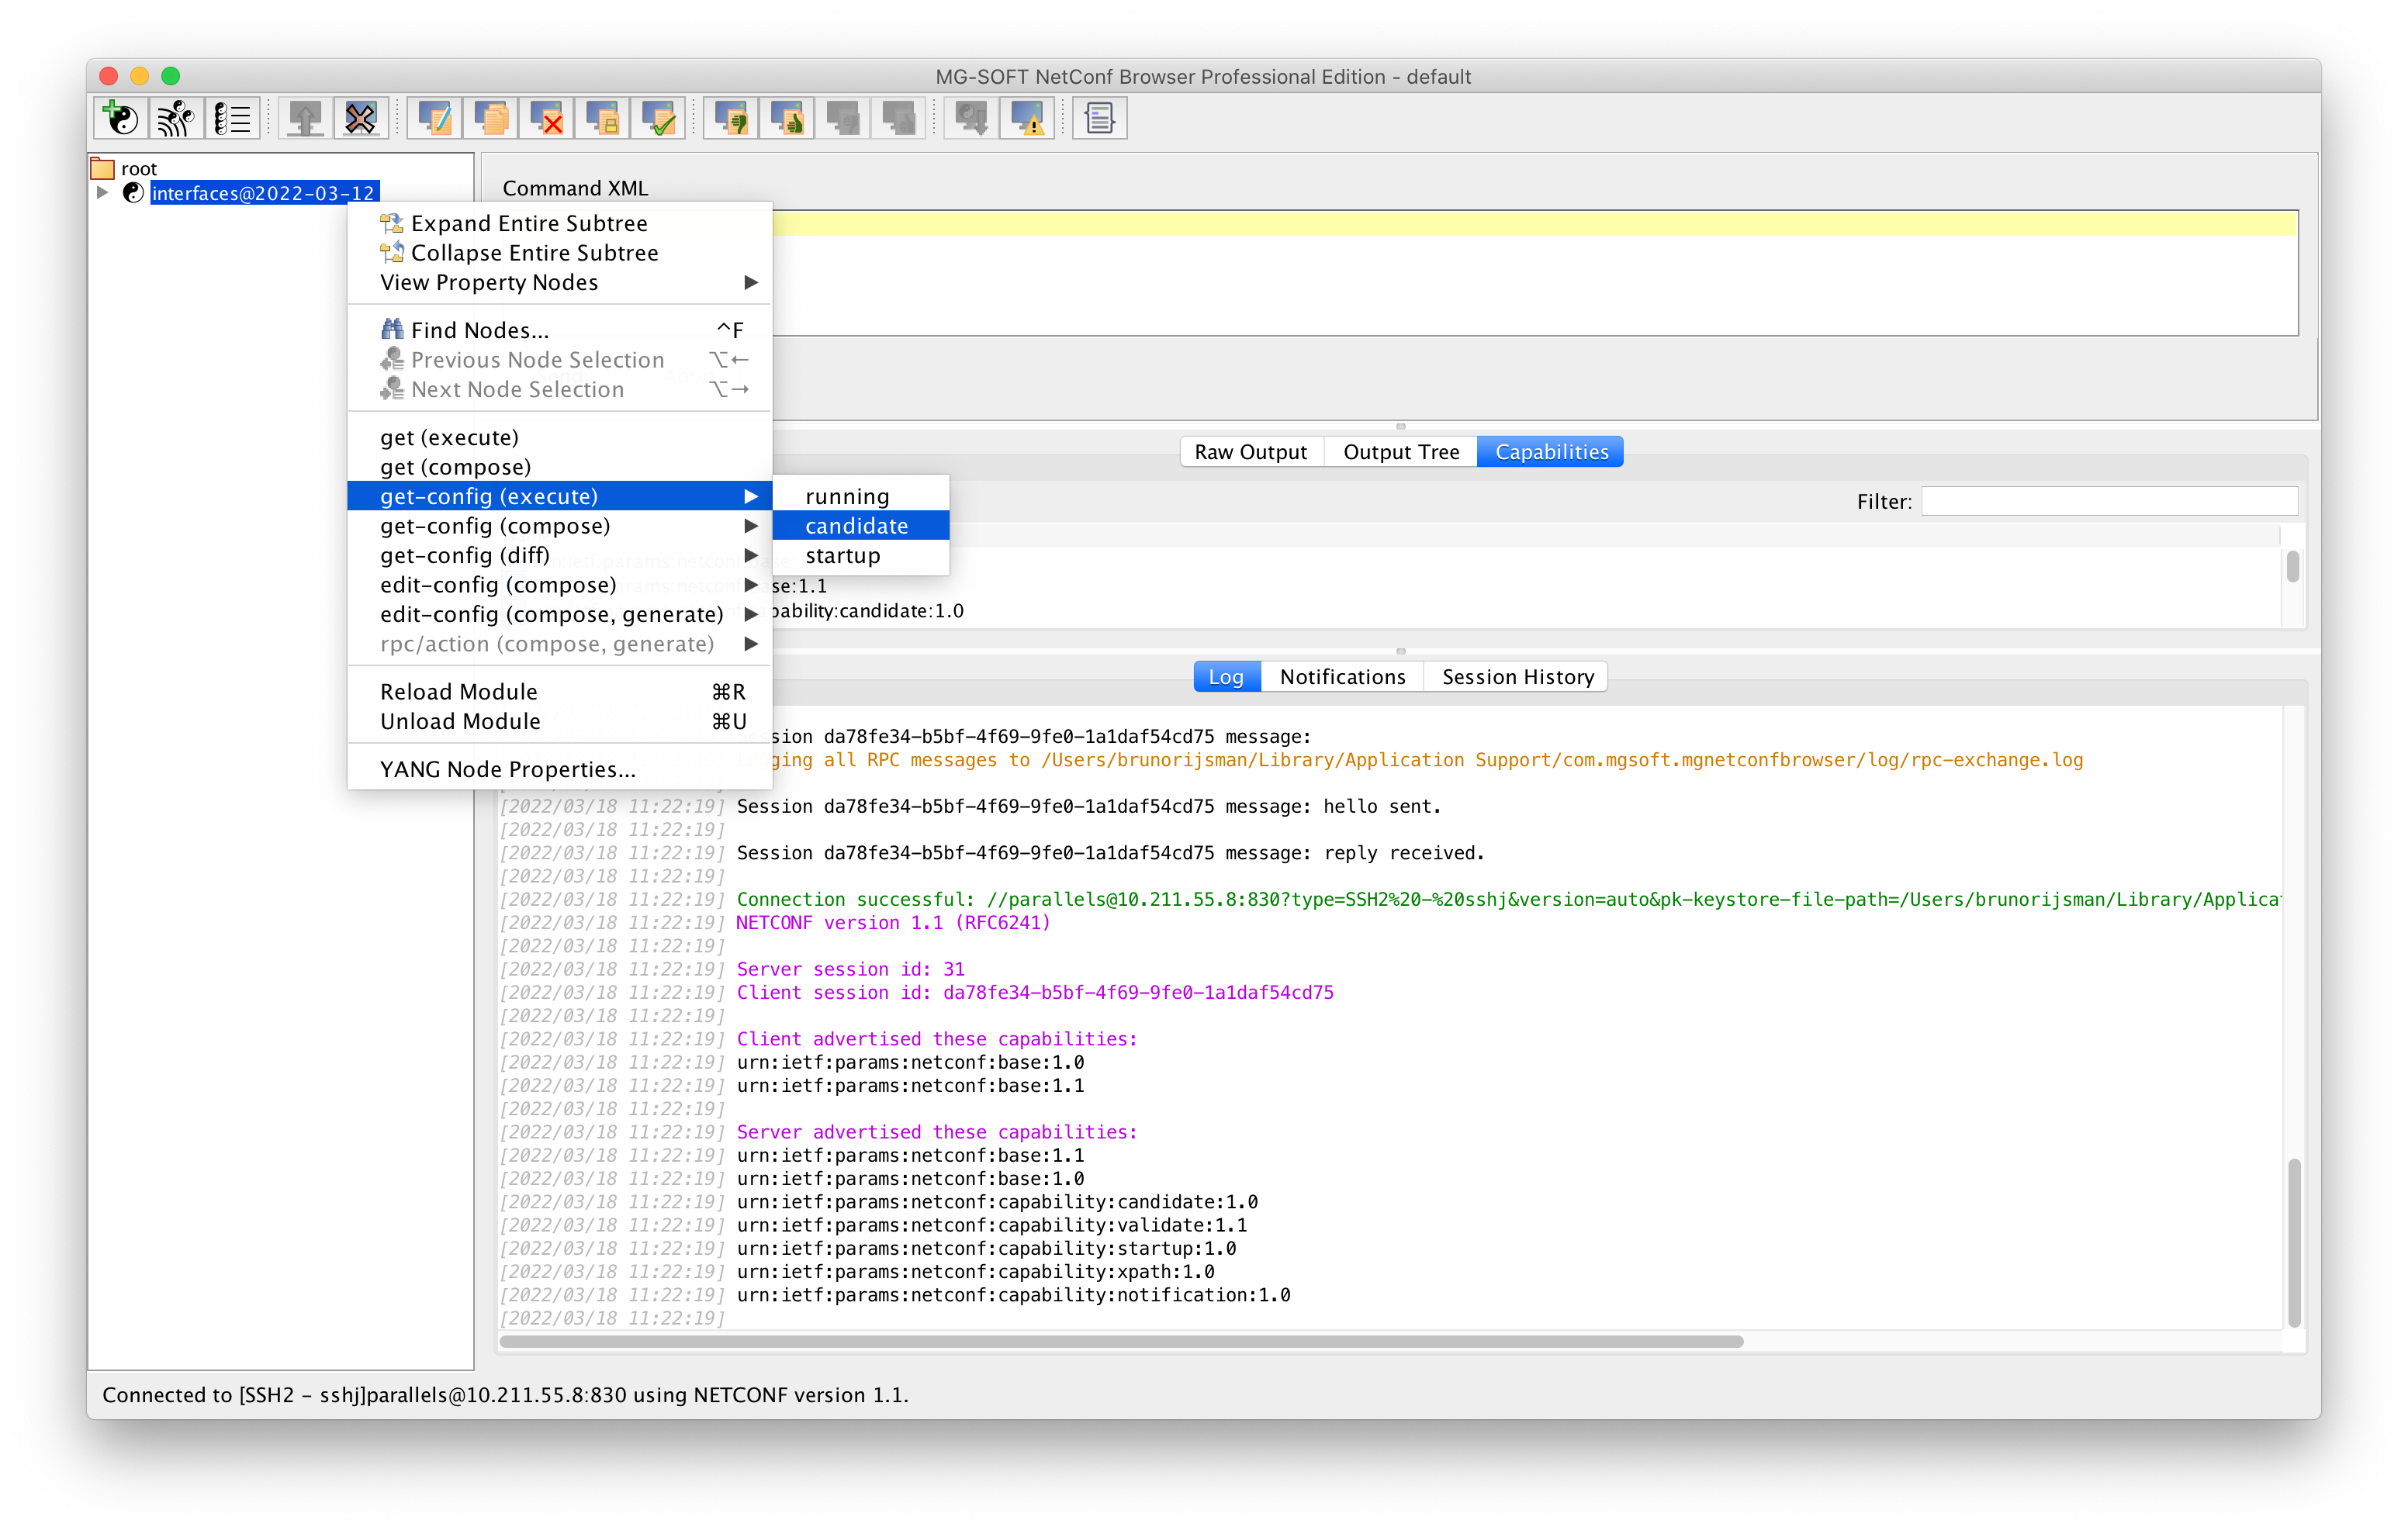 MG-SOFT NetConf Browser Professional Edition - default
root
interfaces@2022-03-12
Command XML
Expand Entire Subtree
Collapse Entire Subtree
View Property Nodes
Find Nodes... ^F
Previous Node Selection ⌥←
Next Node Selection ⌥→
get (execute)
get (compose)
get-config (execute)
get-config (compose)
get-config (diff)
edit-config (compose)
edit-config (compose, generate)
rpc/action (compose, generate)
Reload Module ⌘R
Unload Module ⌘U
YANG Node Properties...
running
candidate
startup
Raw Output Output Tree Capabilities
Filter:
ase:1.1
pability:candidate:1.0
Log Notifications Session History
Session da78fe34-b5bf-4f69-9fe0-1a1daf54cd75 message:
ging all RPC messages to /Users/brunorijsman/Library/Application Support/com.mgsoft.mgnetconfbrowser/log/rpc-exchange.log
[2022/03/18 11:22:19] Session da78fe34-b5bf-4f69-9fe0-1a1daf54cd75 message: hello sent.
[2022/03/18 11:22:19]
[2022/03/18 11:22:19] Session da78fe34-b5bf-4f69-9fe0-1a1daf54cd75 message: reply received.
[2022/03/18 11:22:19]
[2022/03/18 11:22:19] Connection successful: //parallels@10.211.55.8:830?type=SSH2%20-%20sshj&version=auto&pk-keystore-file-path=/Users/brunorijsman/Library/Applicat
[2022/03/18 11:22:19] NETCONF version 1.1 (RFC6241)
[2022/03/18 11:22:19]
[2022/03/18 11:22:19] Server session id: 31
[2022/03/18 11:22:19] Client session id: da78fe34-b5bf-4f69-9fe0-1a1daf54cd75
[2022/03/18 11:22:19]
[2022/03/18 11:22:19] Client advertised these capabilities:
[2022/03/18 11:22:19] urn:ietf:params:netconf:base:1.0
[2022/03/18 11:22:19] urn:ietf:params:netconf:base:1.1
[2022/03/18 11:22:19]
[2022/03/18 11:22:19] Server advertised these capabilities:
[2022/03/18 11:22:19] urn:ietf:params:netconf:base:1.1
[2022/03/18 11:22:19] urn:ietf:params:netconf:base:1.0
[2022/03/18 11:22:19] urn:ietf:params:netconf:capability:candidate:1.0
[2022/03/18 11:22:19] urn:ietf:params:netconf:capability:validate:1.1
[2022/03/18 11:22:19] urn:ietf:params:netconf:capability:startup:1.0
[2022/03/18 11:22:19] urn:ietf:params:netconf:capability:xpath:1.0
[2022/03/18 11:22:19] urn:ietf:params:netconf:capability:notification:1.0
[2022/03/18 11:22:19]
Connected to [SSH2 - sshj]parallels@10.211.55.8:830 using NETCONF version 1.1.